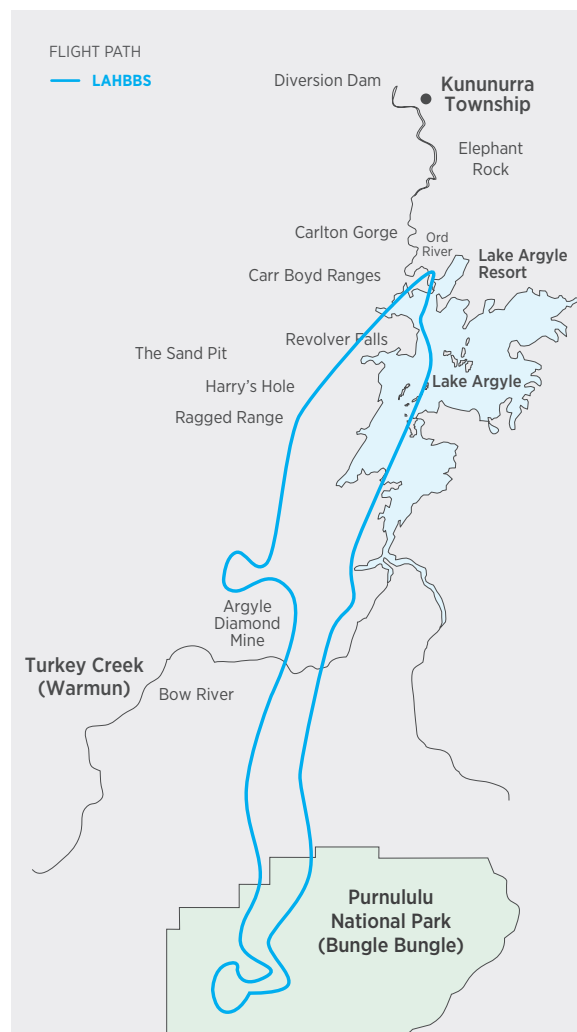 FLIGHT PATH
LAHBBS
Diversion Dam
Kununurra
Township
Elephant
Rock
Carlton Gorge
Ord
River
Lake Argyle
Resort
Carr Boyd Ranges
Revolver Falls
The Sand Pit
Lake Argyle
Harry’s Hole
Ragged Range
Argyle
Diamond
Mine
Turkey Creek
(Warmun)
Bow River
Purnululu
National Park
(Bungle Bungle)